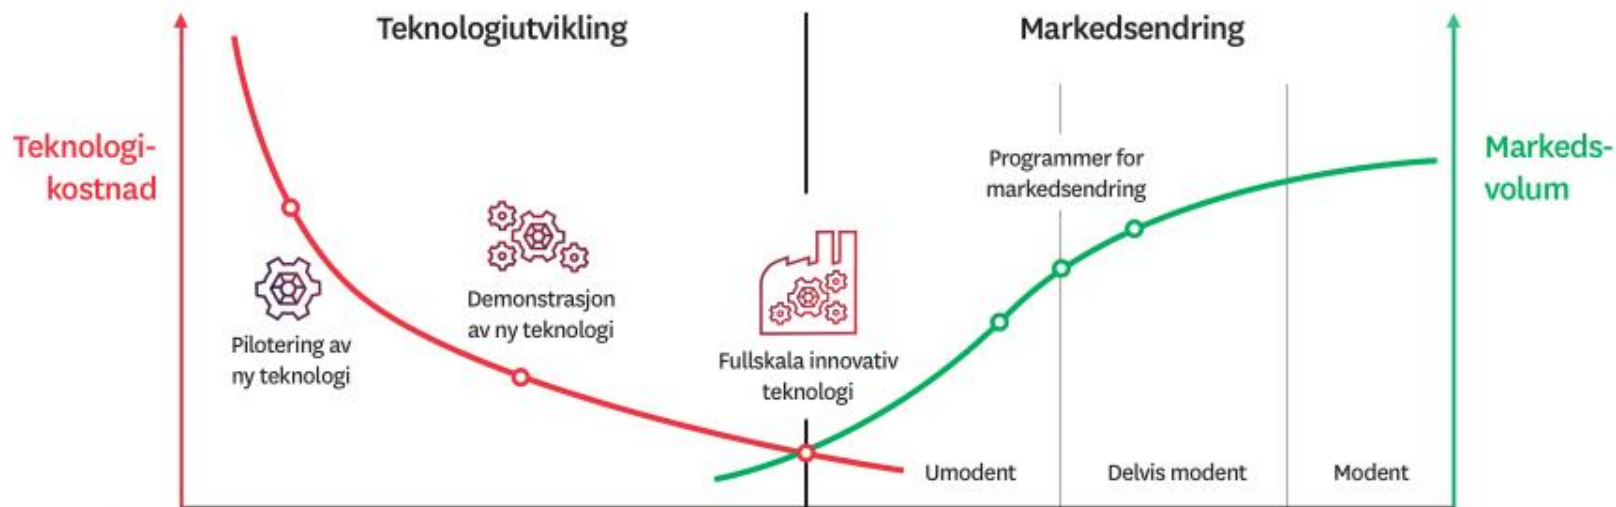 Teknologiutvikling
Markedsendring
Teknologi-
kostnad
Markeds-
volum
Programmer for
markedsendring
Pilotering av
ny teknologi
Demonstrasjon
av ny teknologi
Fullskala innovativ
teknologi
Umodent
Delvis modent
Modent